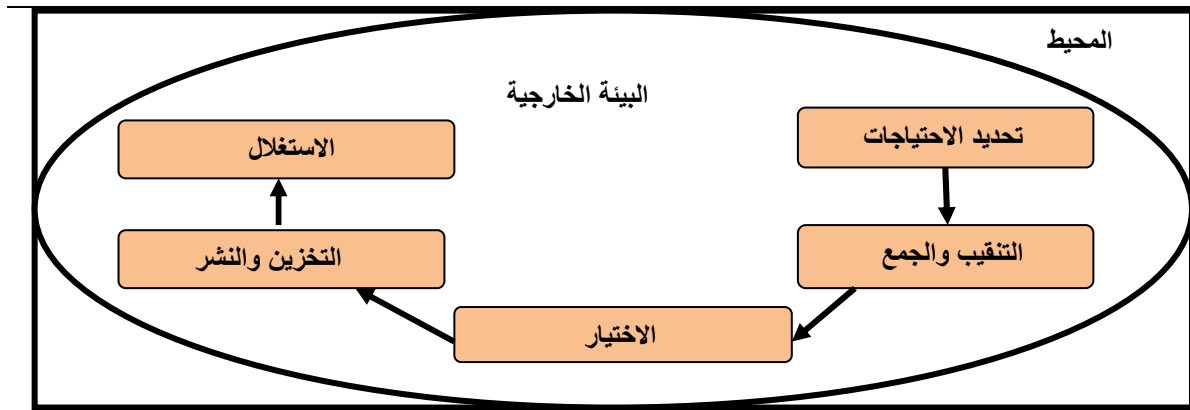 المحيط
البيئة الخارجية
تحديد الاحتياجات
الاستغلال
التنقيب والجمع
التخزين والنشر
الاختيار